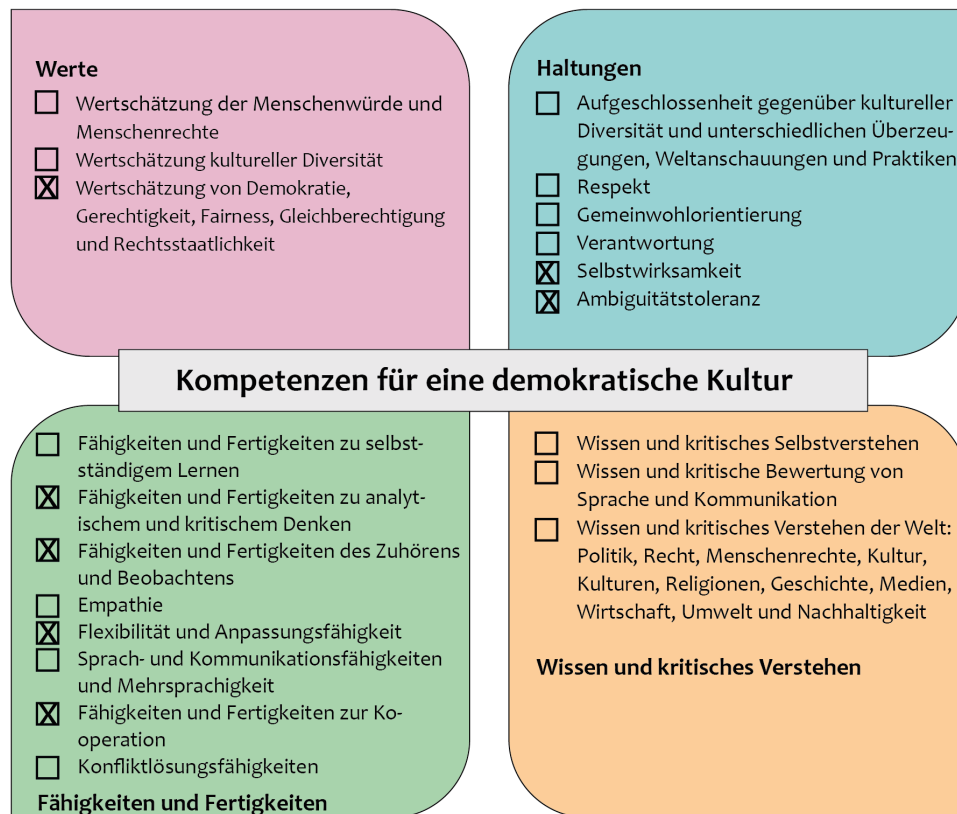 Werte
☐ Wertschätzung der Menschenwürde und
Menschenrechte
☐ Wertschätzung kultureller Diversität
☒ Wertschätzung von Demokratie,
Gerechtigkeit, Fairness, Gleichberechtigung
und Rechtsstaatlichkeit
Haltungen
☐ Aufgeschlossenheit gegenüber kultureller
Diversität und unterschiedlichen Überzeu-
gungen, Weltanschauungen und Praktiken
☐ Respekt
☐ Gemeinwohlorientierung
☐ Verantwortung
☒ Selbstwirksamkeit
☒ Ambiguitätstoleranz
Kompetenzen für eine demokratische Kultur
☐ Fähigkeiten und Fertigkeiten zu selbst-
ständigem Lernen
☒ Fähigkeiten und Fertigkeiten zu analyt-
ischem und kritischem Denken
☒ Fähigkeiten und Fertigkeiten des Zuhörens
und Beobachtens
☐ Empathie
☒ Flexibilität und Anpassungsfähigkeit
☐ Sprach- und Kommunikationsfähigkeiten
und Mehrsprachigkeit
☒ Fähigkeiten und Fertigkeiten zur Ko-
operation
☐ Konfliktlösungsfähigkeiten
Fähigkeiten und Fertigkeiten
☐ Wissen und kritisches Selbstverstehen
☐ Wissen und kritische Bewertung von
Sprache und Kommunikation
☐ Wissen und kritisches Verstehen der Welt:
Politik, Recht, Menschenrechte, Kultur,
Kulturen, Religionen, Geschichte, Medien,
Wirtschaft, Umwelt und Nachhaltigkeit
Wissen und kritisches Verstehen